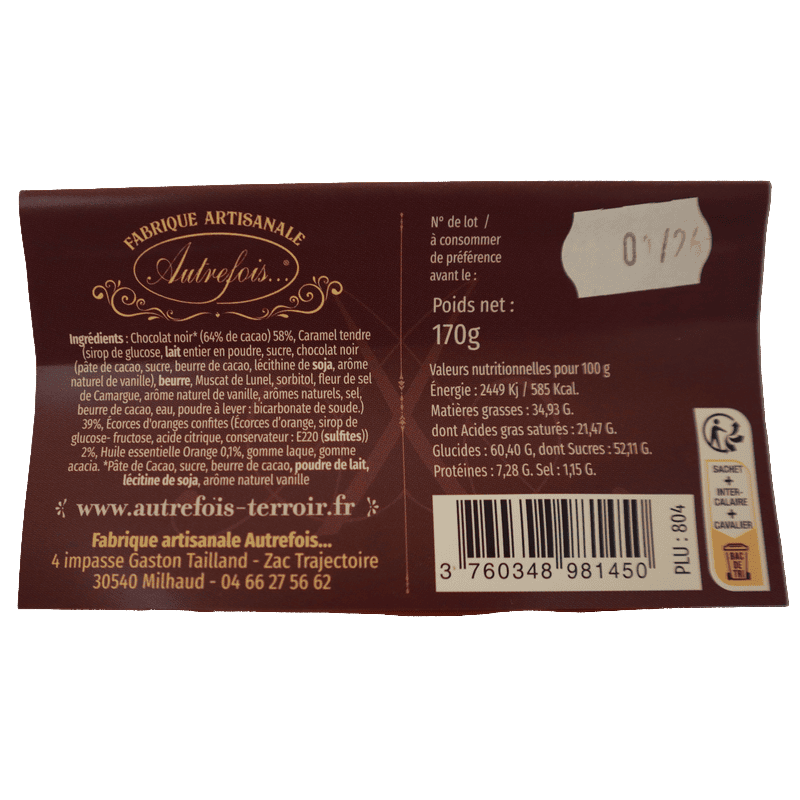 FABRIQUE ARTISANALE
Autrefois...®
Ingrédients : Chocolat noir* (64% de cacao) 58%, Caramel tendre
(sirop de glucose, lait entier en poudre, sucre, chocolat noir
(pâte de cacao, sucre, beurre de cacao, lécithine de soja, arôme
naturel de vanille), beurre, Muscat de Lunel, sorbitol, fleur de sel
de Camargue, arôme naturel de vanille, arômes naturels, sel,
beurre de cacao, eau, poudre à lever : bicarbonate de soude.)
39%, Écorces d'oranges confites (Écorces d'orange, sirop de
glucose- fructose, acide citrique, conservateur : E220 (sulfites))
2%, Huile essentielle Orange 0,1%, gomme laque, gomme
acacia. *Pâte de Cacao, sucre, beurre de cacao, poudre de lait,
lécitine de soja, arôme naturel vanille
www.autrefois-terroir.fr
Fabrique artisanale Autrefois...
4 impasse Gaston Tailland - Zac Trajectoire
30540 Milhaud - 04 66 27 56 62
N° de lot /
à consommer
de préférence
avant le :
Poids net :
170g
Valeurs nutritionnelles pour 100 g
Énergie : 2449 Kj / 585 Kcal.
Matières grasses : 34,93 G.
dont Acides gras saturés : 21,47 G.
Glucides : 60,40 G, dont Sucres : 52,11 G.
Protéines : 7,28 G. Sel : 1,15 G.
3 760348 981450
PLU : 804
SACHET
+
INTER-
CALAIRE
+
CAVALIER
BAC
DE
TRI